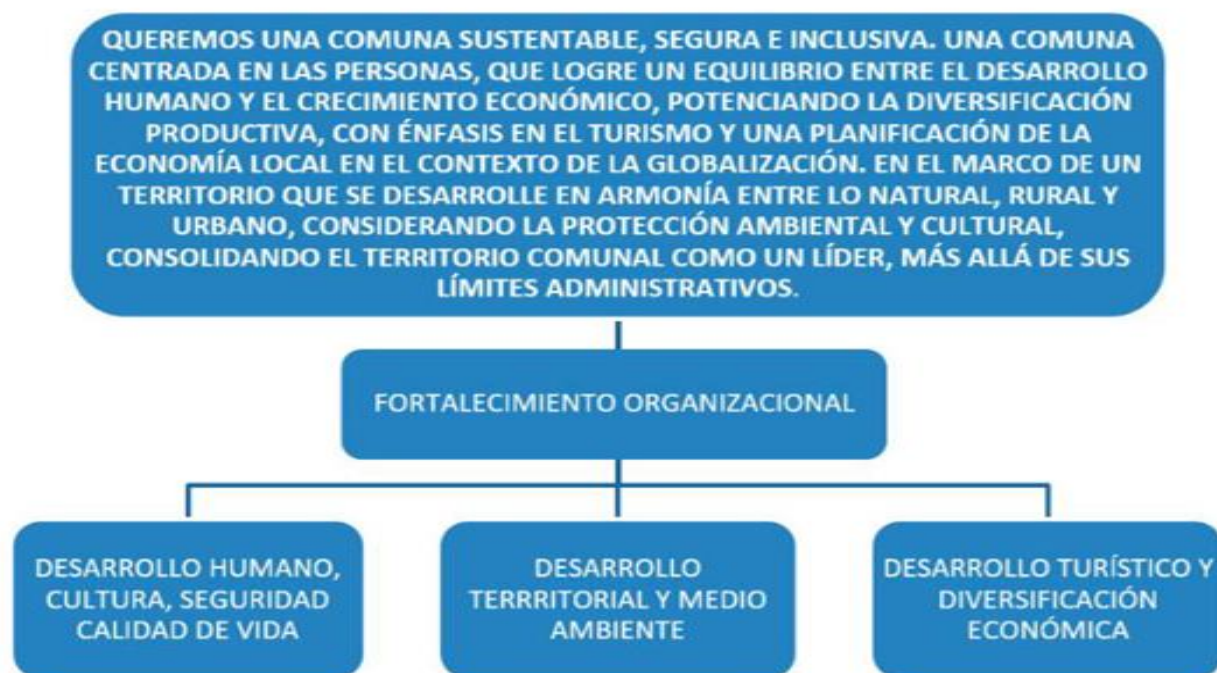 QUEREMOS UNA COMUNA SUSTENTABLE, SEGURA E INCLUSIVA. UNA COMUNA
CENTRADA EN LAS PERSONAS, QUE LOGRE UN EQUILIBRIO ENTRE EL DESARROLLO
HUMANO Y EL CRECIMIENTO ECONÓMICO, POTENCIANDO LA DIVERSIFICACIÓN
PRODUCTIVA, CON ÉNFASIS EN EL TURISMO Y UNA PLANIFICACIÓN DE LA
ECONOMÍA LOCAL EN EL CONTEXTO DE LA GLOBALIZACIÓN. EN EL MARCO DE UN
TERRITORIO QUE SE DESARROLLE EN ARMONÍA ENTRE LO NATURAL, RURAL Y
URBANO, CONSIDERANDO LA PROTECCIÓN AMBIENTAL Y CULTURAL,
CONSOLIDANDO EL TERRITORIO COMUNAL COMO UN LÍDER, MÁS ALLÁ DE SUS
LÍMITES ADMINISTRATIVOS.
FORTALECIMIENTO ORGANIZACIONAL
DESARROLLO HUMANO,
CULTURA, SEGURIDAD
CALIDAD DE VIDA
DESARROLLO
TERRRITORIAL Y MEDIO
AMBIENTE
DESARROLLO TURÍSTICO Y
DIVERSIFICACIÓN
ECONÓMICA